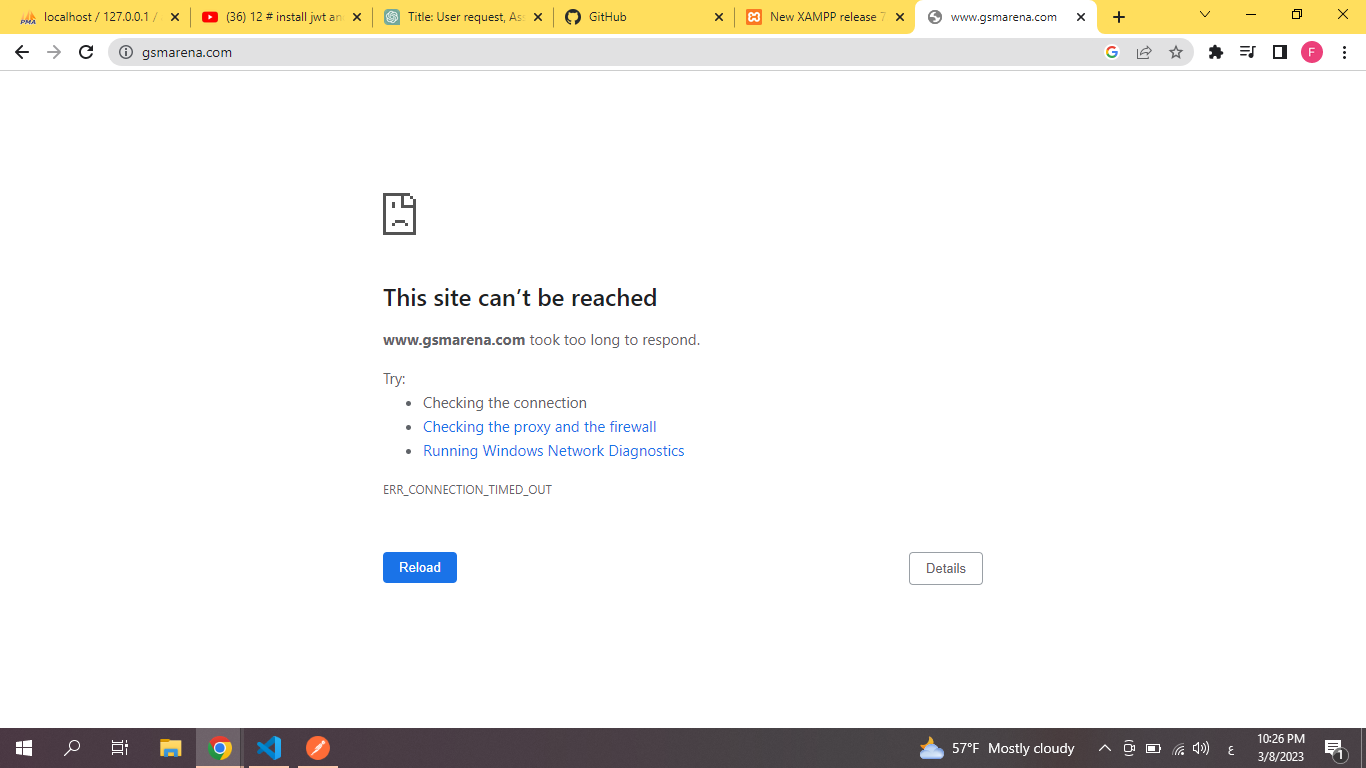 localhost / 127.0.0.1 /
(36) 12 # install jwt an
Title: User request, Ass
GitHub
New XAMPP release 7
www.gsmarena.com
gsmarena.com
F
This site can’t be reached
www.gsmarena.com took too long to respond.
Try:
Checking the connection
Checking the proxy and the firewall
Running Windows Network Diagnostics
ERR_CONNECTION_TIMED_OUT
Reload
Details
57°F Mostly cloudy
ع
10:26 PM
3/8/2023
1